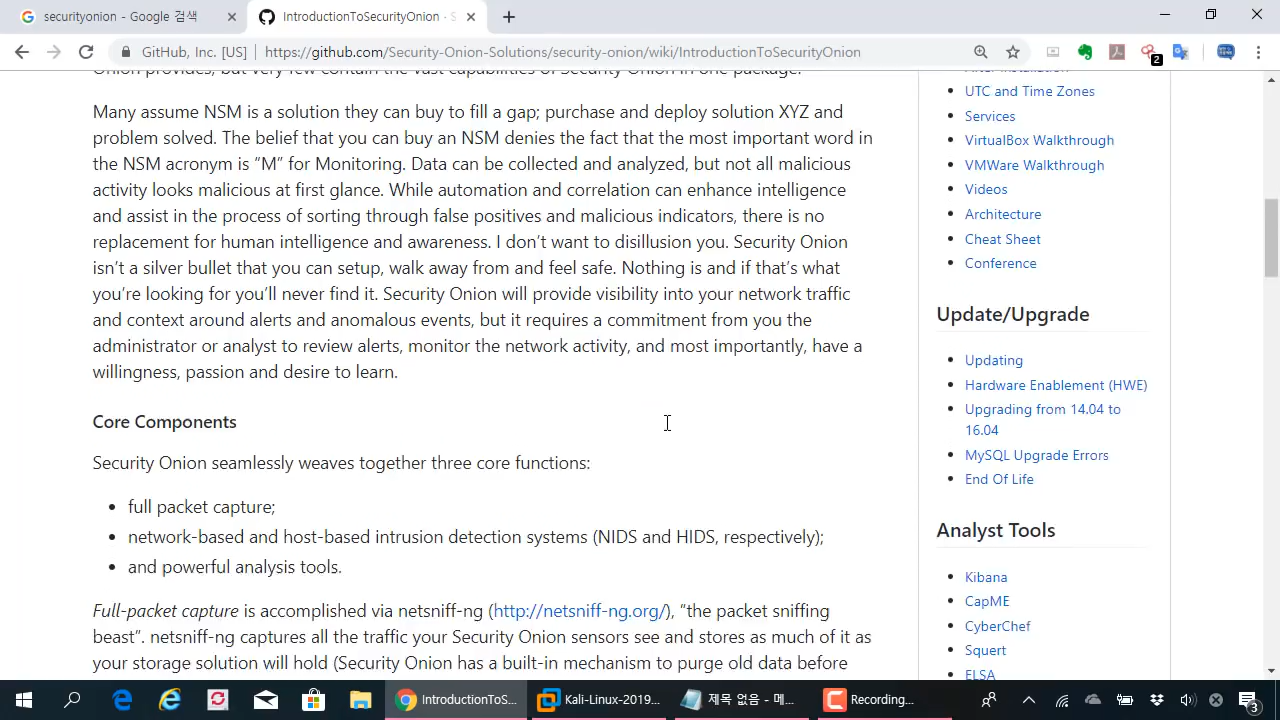 securityonion - Google 검색
IntroductionToSecurityOnion · S
GitHub, Inc. [US] | https://github.com/Security-Onion-Solutions/security-onion/wiki/IntroductionToSecurityOnion
2
Onion provides, but very few contain the vast capabilities of Security Onion in one package.
Many assume NSM is a solution they can buy to fill a gap; purchase and deploy solution XYZ and
problem solved. The belief that you can buy an NSM denies the fact that the most important word in
the NSM acronym is “M” for Monitoring. Data can be collected and analyzed, but not all malicious
activity looks malicious at first glance. While automation and correlation can enhance intelligence
and assist in the process of sorting through false positives and malicious indicators, there is no
replacement for human intelligence and awareness. I don’t want to disillusion you. Security Onion
isn’t a silver bullet that you can setup, walk away from and feel safe. Nothing is and if that’s what
you’re looking for you’ll never find it. Security Onion will provide visibility into your network traffic
and context around alerts and anomalous events, but it requires a commitment from you the
administrator or analyst to review alerts, monitor the network activity, and most importantly, have a
willingness, passion and desire to learn.
Core Components
Security Onion seamlessly weaves together three core functions:
• full packet capture;
• network-based and host-based intrusion detection systems (NIDS and HIDS, respectively);
• and powerful analysis tools.
Full-packet capture is accomplished via netsniff-ng (http://netsniff-ng.org/), “the packet sniffing
beast”. netsniff-ng captures all the traffic your Security Onion sensors see and stores as much of it as
your storage solution will hold (Security Onion has a built-in mechanism to purge old data before
After Installation
• UTC and Time Zones
• Services
• VirtualBox Walkthrough
• VMWare Walkthrough
• Videos
• Architecture
• Cheat Sheet
• Conference
Update/Upgrade
• Updating
• Hardware Enablement (HWE)
• Upgrading from 14.04 to
16.04
• MySQL Upgrade Errors
• End Of Life
Analyst Tools
• Kibana
• CapME
• CyberChef
• Squert
• ELSA
IntroductionToS...
Kali-Linux-2019...
제목 없음 - 메...
Recording...
3